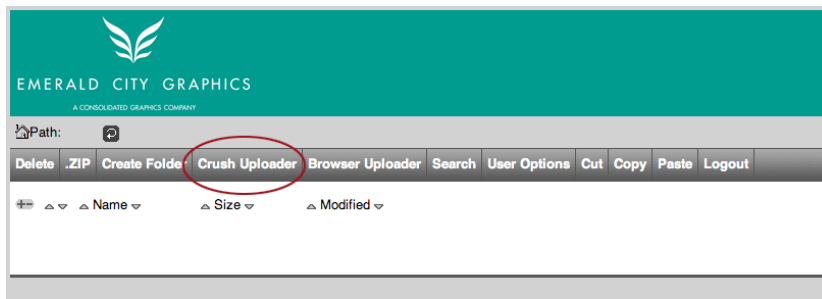 EMERALD CITY GRAPHICS
A CONSOLIDATED GRAPHICS COMPANY
Path:
Delete .ZIP Create Folder Crush Uploader Browser Uploader Search User Options Cut Copy Paste Logout
Name Size Modified